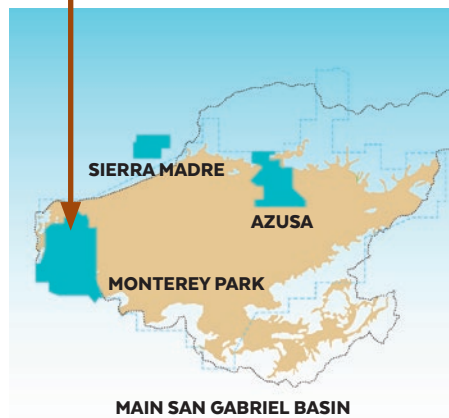 SIERRA MADRE
AZUSA
MONTEREY PARK
MAIN SAN GABRIEL BASIN